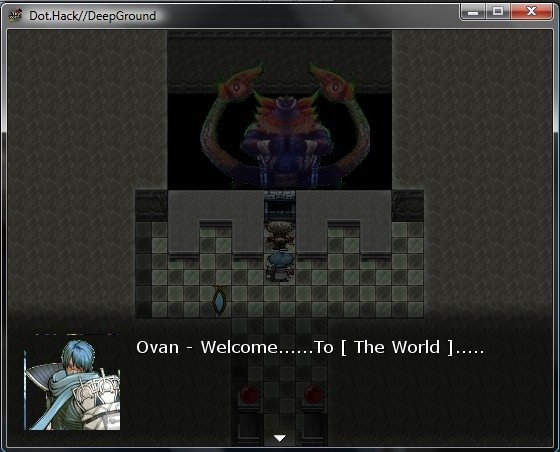 Dot.Hack//DeepGround
Ovan - Welcome......To [ The World ].....